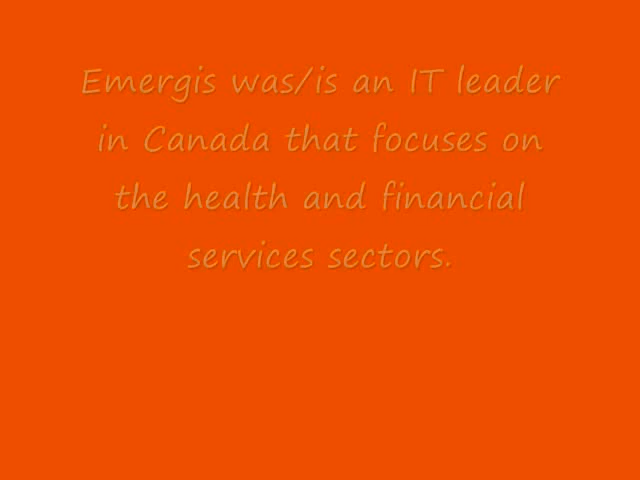 Emergis was/is an IT leader
in Canada that focuses on
the health and financial
services sectors.